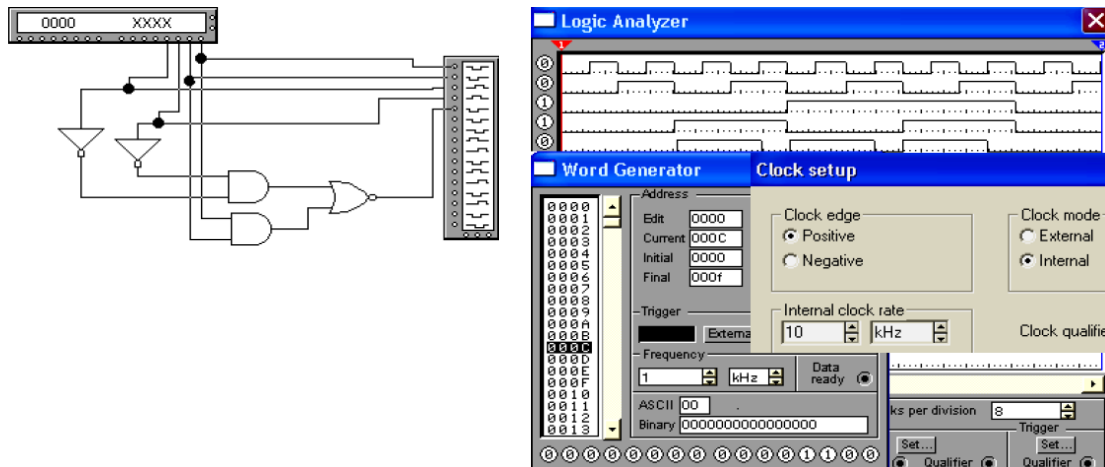 0000 XXXX
Logic Analyzer
1 2
0
0
1
1
0
Word Generator
0000
0001
0002
0003
0004
0005
0006
0007
0008
0009
000A
000B
000C
000D
000E
000F
0010
0011
0012
0013
Address
Edit 0000
Current 000C
Initial 0000
Final 000f
Trigger
Externa
Frequency
1 kHz
Data
ready
ASCII 00 .
Binary 0000000000000000
0 0 0 0 0 0 0 0 0 0 0 0 1 1 0 0
Clock setup
Clock edge
Positive
Negative
Clock mode
External
Internal
Internal clock rate
10 kHz
Clock qualifie
ks per division 8
Trigger
Set...
Set...
Qualifier
Qualifier